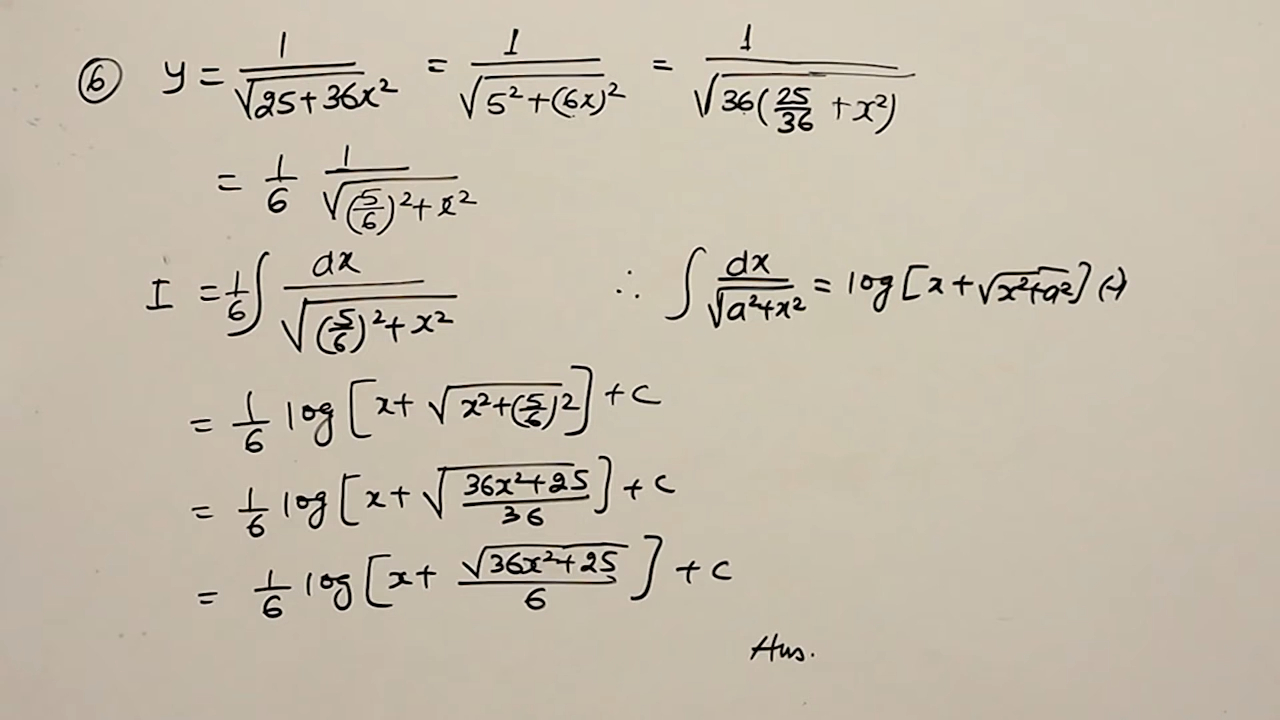 ⑥ y = 1/√(25+36x²) = 1/√(5²+(6x)²) = 1/√(36(25/36 + x²))
= 1/6 1/√((5/6)²+x²)
I = 1/6 ∫ dx/√((5/6)²+x²) ∴ ∫ dx/√(a²+x²) = log[x+√(x²+a²)]
= 1/6 log[x+√(x²+(5/6)²)]+c
= 1/6 log[x+√((36x²+25)/36)]+c
= 1/6 log[x+ √(36x²+25)/6]+c
Ans.